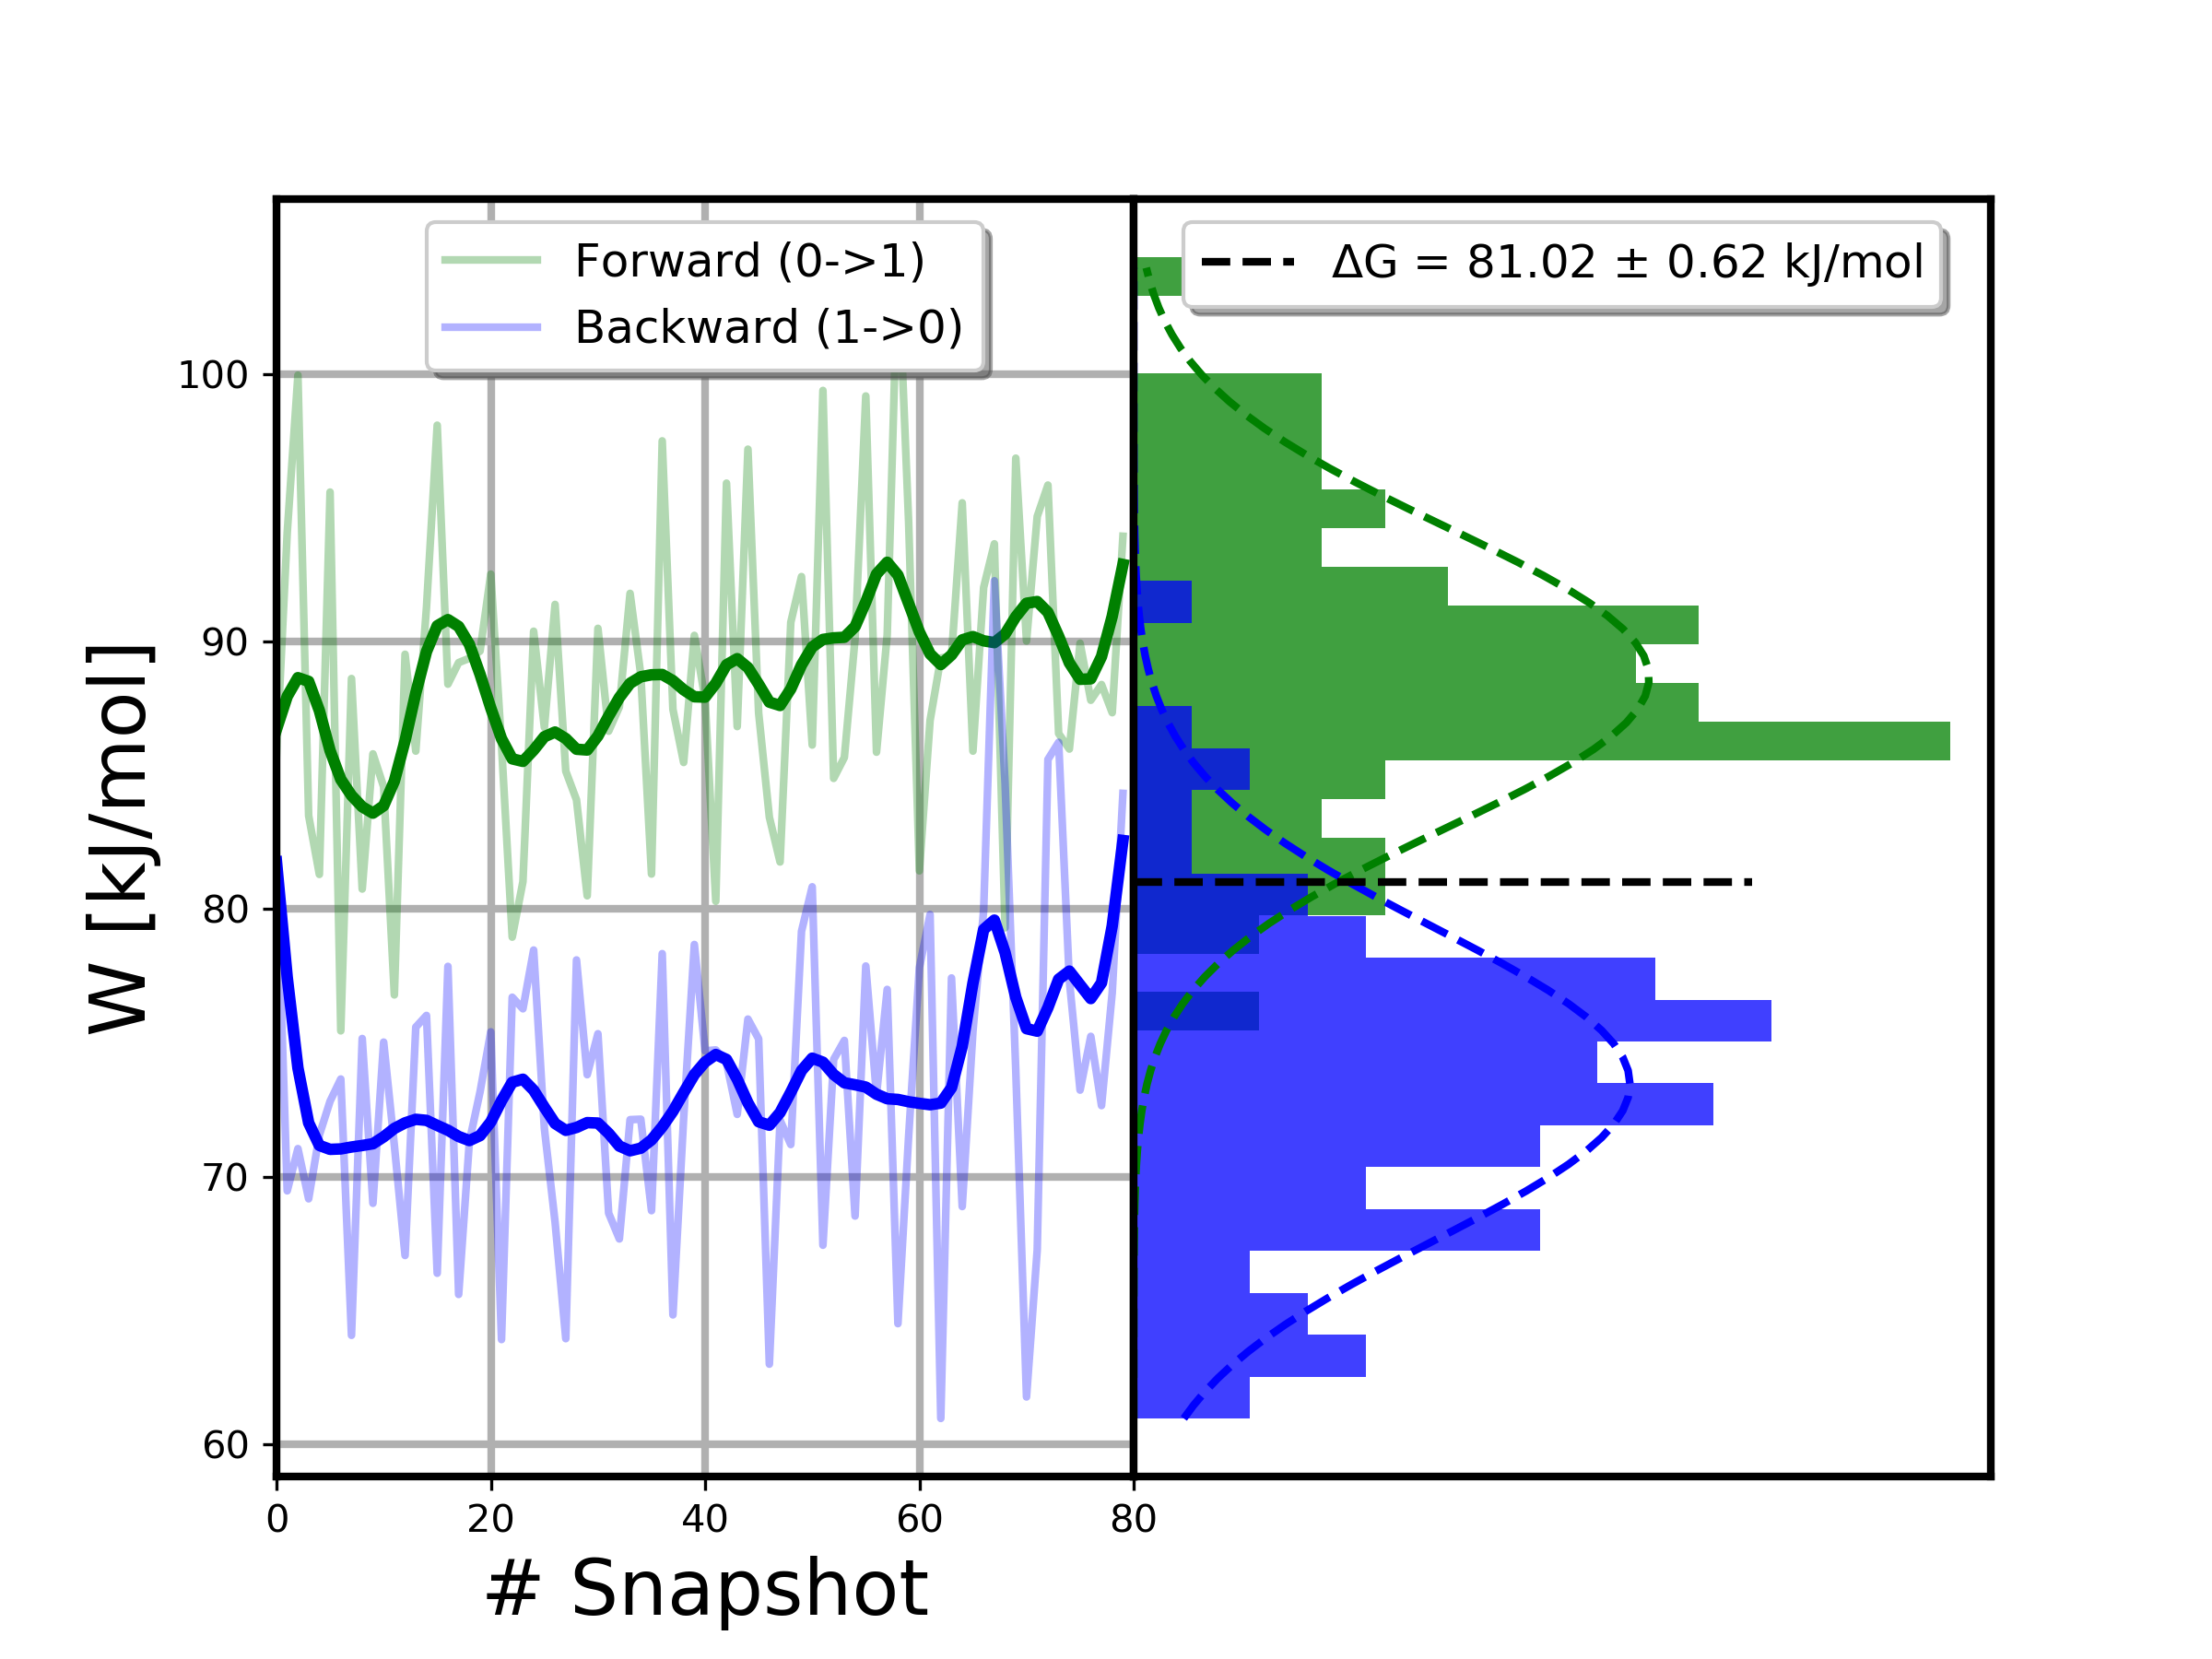 Forward (0->1)
Backward (1->0)
ΔG = 81.02 ± 0.62 kJ/mol
W [kJ/mol]
100
90
80
70
60
0 20 40 60 80
# Snapshot